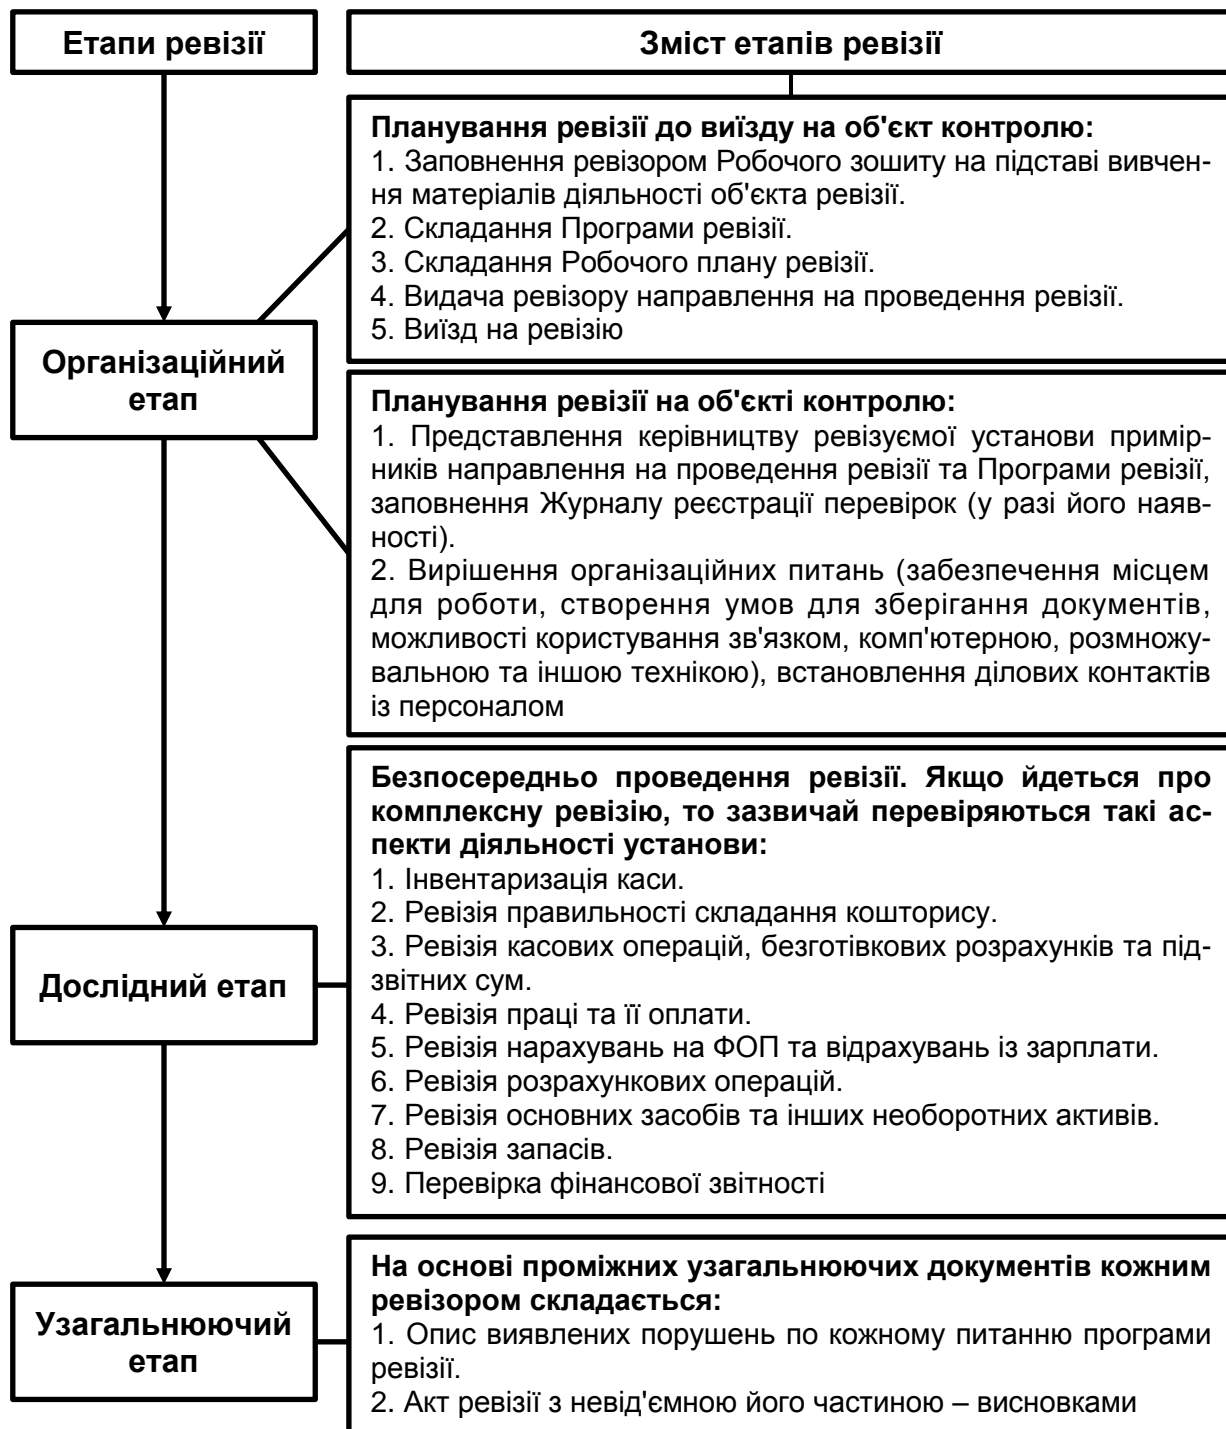 Етапи ревізії
Зміст етапів ревізії
Планування ревізії до виїзду на об'єкт контролю:
1. Заповнення ревізором Робочого зошиту на підставі вивчен-
ня матеріалів діяльності об'єкта ревізії.
2. Складання Програми ревізії.
3. Складання Робочого плану ревізії.
4. Видача ревізору направлення на проведення ревізії.
5. Виїзд на ревізію
Організаційний
етап
Планування ревізії на об'єкті контролю:
1. Представлення керівництву ревізуємої установи примір-
ників направлення на проведення ревізії та Програми ревізії,
заповнення Журналу реєстрації перевірок (у разі його наяв-
ності).
2. Вирішення організаційних питань (забезпечення місцем
для роботи, створення умов для зберігання документів,
можливості користування зв'язком, комп'ютерною, розмножу-
вальною та іншою технікою), встановлення ділових контактів
із персоналом
Безпосередньо проведення ревізії. Якщо йдеться про
комплексну ревізію, то зазвичай перевіряються такі ас-
пекти діяльності установи:
1. Інвентаризація каси.
2. Ревізія правильності складання кошторису.
3. Ревізія касових операцій, безготівкових розрахунків та під-
звітних сум.
4. Ревізія праці та її оплати.
5. Ревізія нарахувань на ФОП та відрахувань із зарплати.
6. Ревізія розрахункових операцій.
7. Ревізія основних засобів та інших необоротних активів.
8. Ревізія запасів.
9. Перевірка фінансової звітності
Дослідний етап
На основі проміжних узагальнюючих документів кожним
ревізором складається:
1. Опис виявлених порушень по кожному питанню програми
ревізії.
2. Акт ревізії з невід'ємною його частиною – висновками
Узагальнюючий
етап